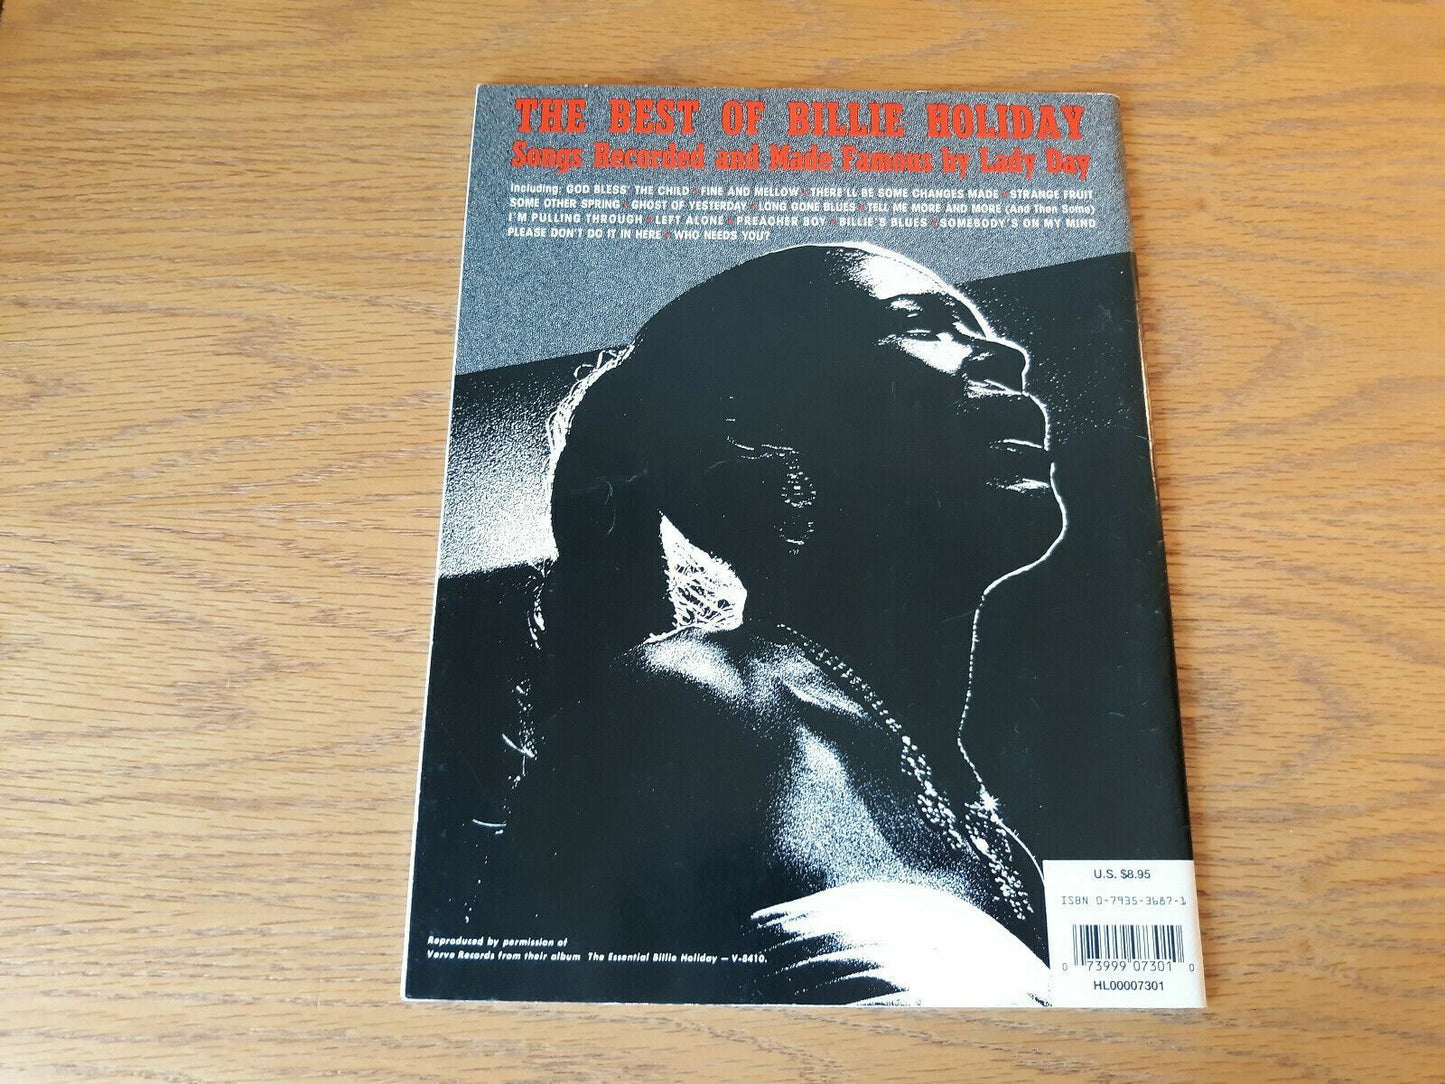 THE BEST OF BILLIE HOLIDAY
Songs Recorded and Made Famous by Lady Day
Including: GOD BLESS' THE CHILD • FINE AND MELLOW • THERE'LL BE SOME CHANGES MADE • STRANGE FRUIT
SOME OTHER SPRING • GHOST OF YESTERDAY • LONG GONE BLUES • TELL ME MORE AND MORE (And Then Some)
I'M PULLING THROUGH • LEFT ALONE • PREACHER BOY • BILLIE'S BLUES • SOMEBODY'S ON MY MIND
PLEASE DON'T DO IT IN HERE • WHO NEEDS YOU?
Reproduced by permission of
Verve Records from their album The Essential Billie Holiday — V-8410.
U.S. $8.95
ISBN 0-7935-3687-1
0 73999 07301 0
HL00007301